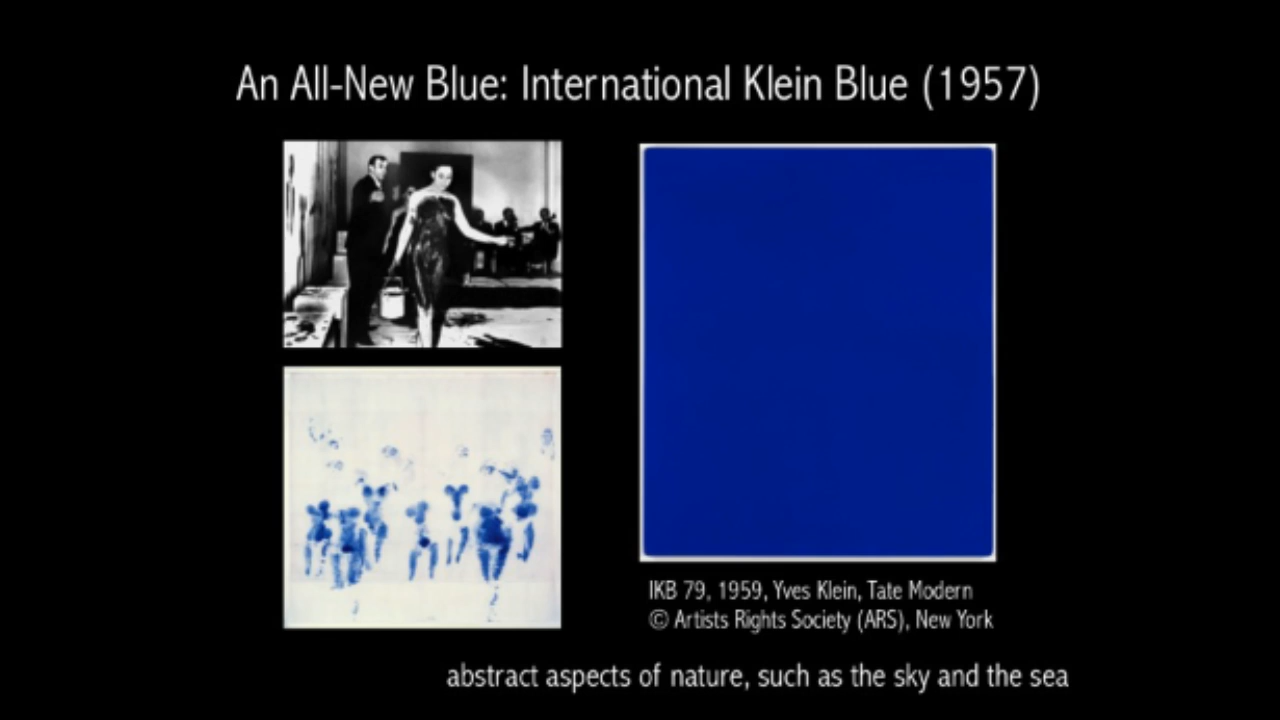 An All-New Blue: International Klein Blue (1957)
IKB 79, 1959, Yves Klein, Tate Modern
© Artists Rights Society (ARS), New York
abstract aspects of nature, such as the sky and the sea